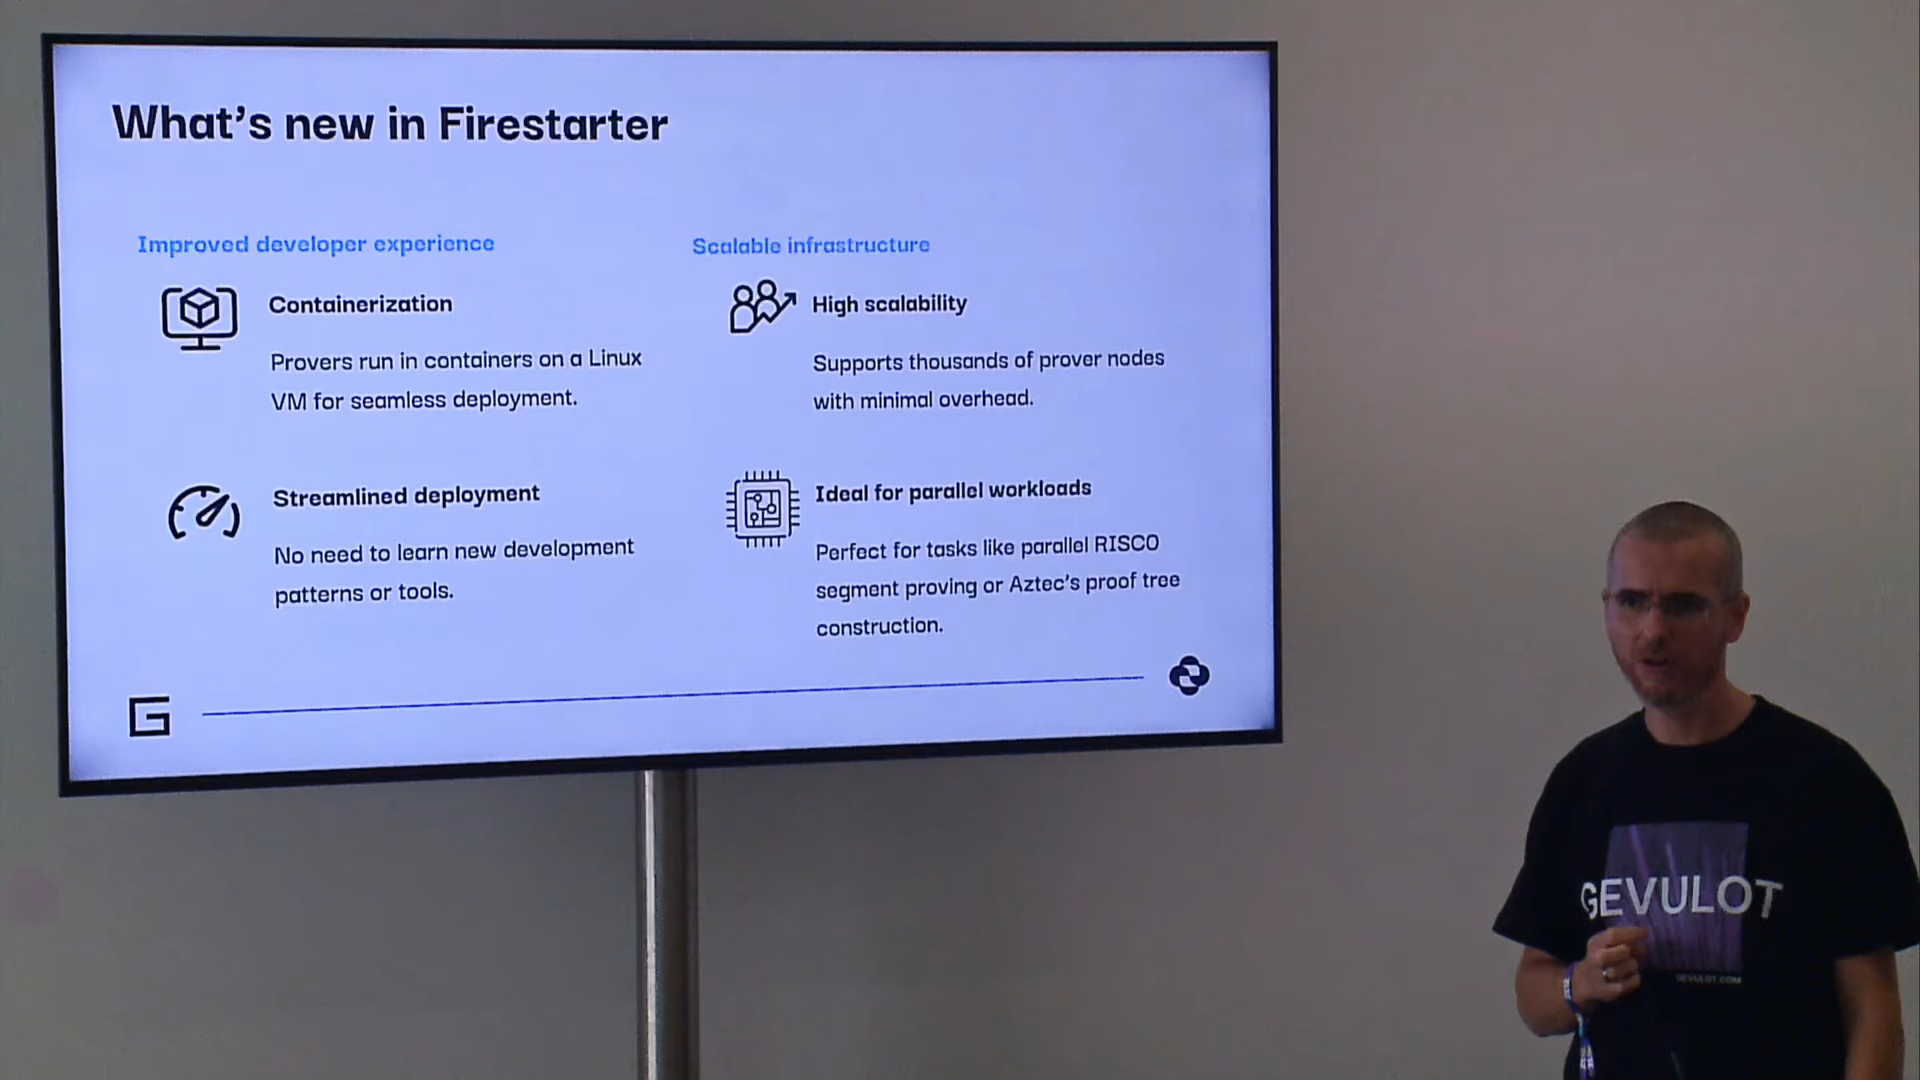 What's new in Firestarter
Improved developer experience
Containerization
Provers run in containers on a Linux
VM for seamless deployment.
Streamlined deployment
No need to learn new development
patterns or tools.
Scalable infrastructure
High scalability
Supports thousands of prover nodes
with minimal overhead.
Ideal for parallel workloads
Perfect for tasks like parallel RISC0
segment proving or Aztec's proof tree
construction.
GEVULOT
GEVULOT.COM